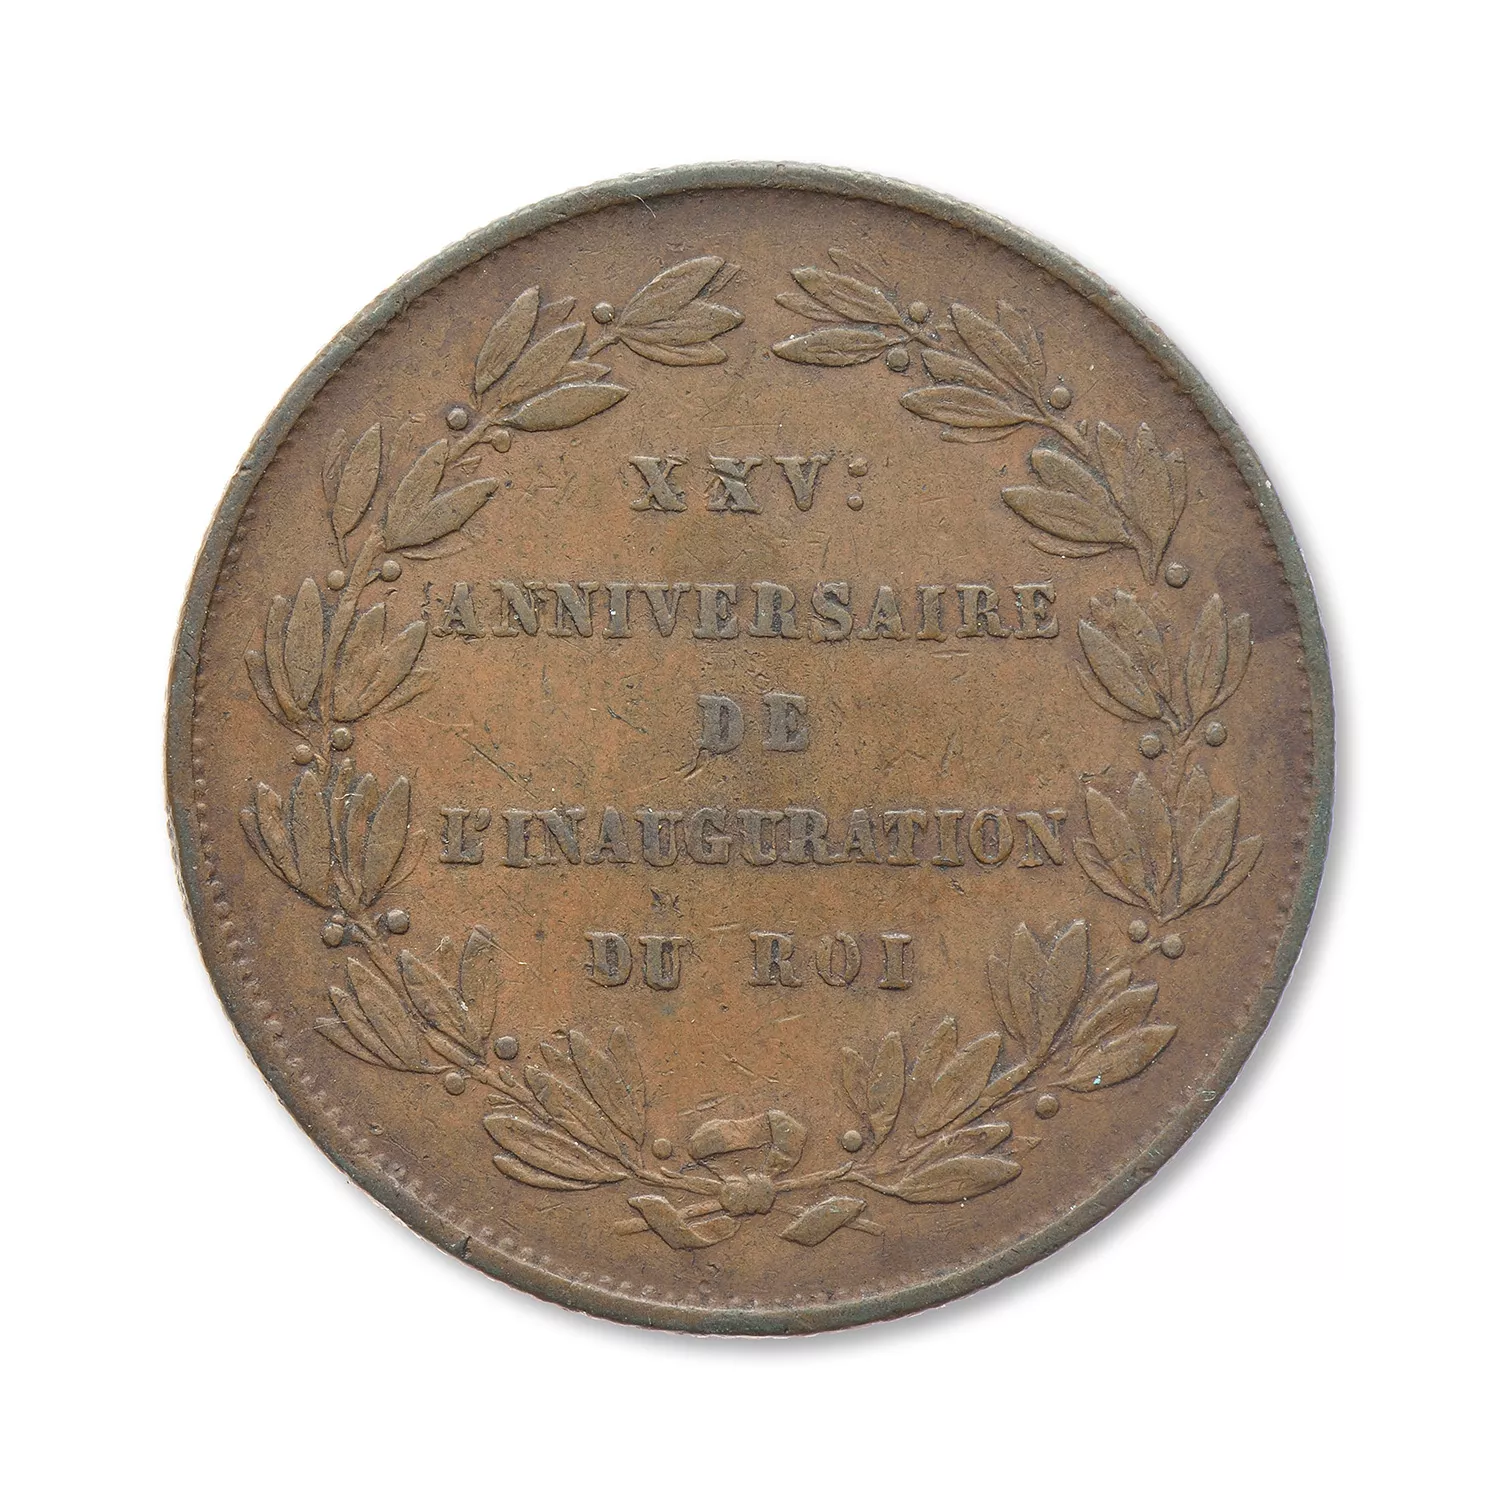 XXV:
ANNIVERSAIRE
DE
L'INAUGURATION
DU ROI